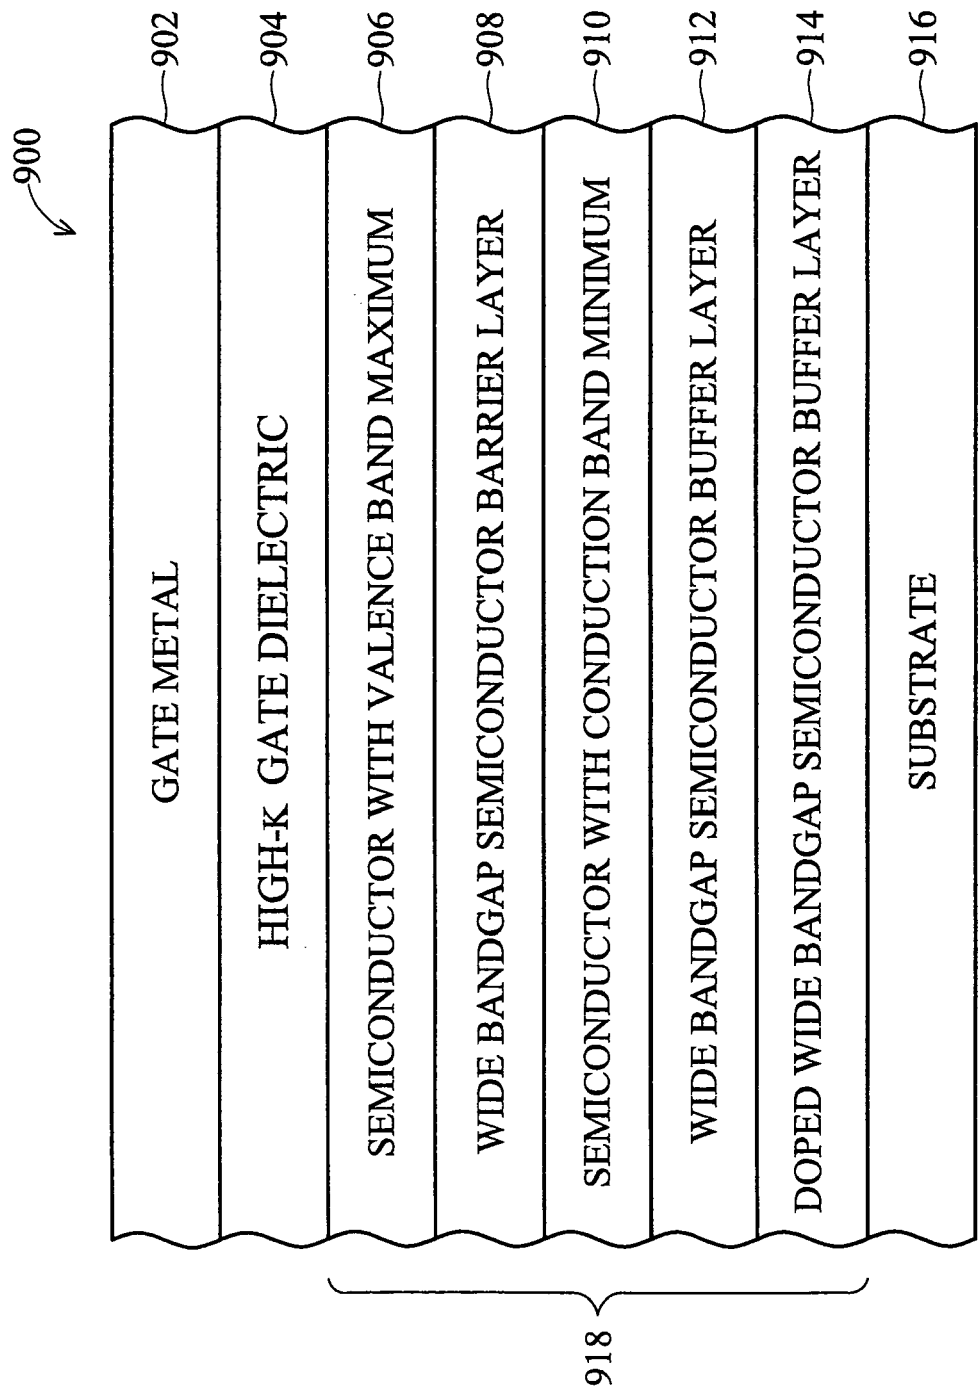 900
GATE METAL
902
HIGH-K GATE DIELECTRIC
904
SEMICONDUCTOR WITH VALENCE BAND MAXIMUM
906
WIDE BANDGAP SEMICONDUCTOR BARRIER LAYER
908
SEMICONDUCTOR WITH CONDUCTION BAND MINIMUM
910
WIDE BANDGAP SEMICONDUCTOR BUFFER LAYER
912
DOPED WIDE BANDGAP SEMICONDUCTOR BUFFER LAYER
914
SUBSTRATE
916
918